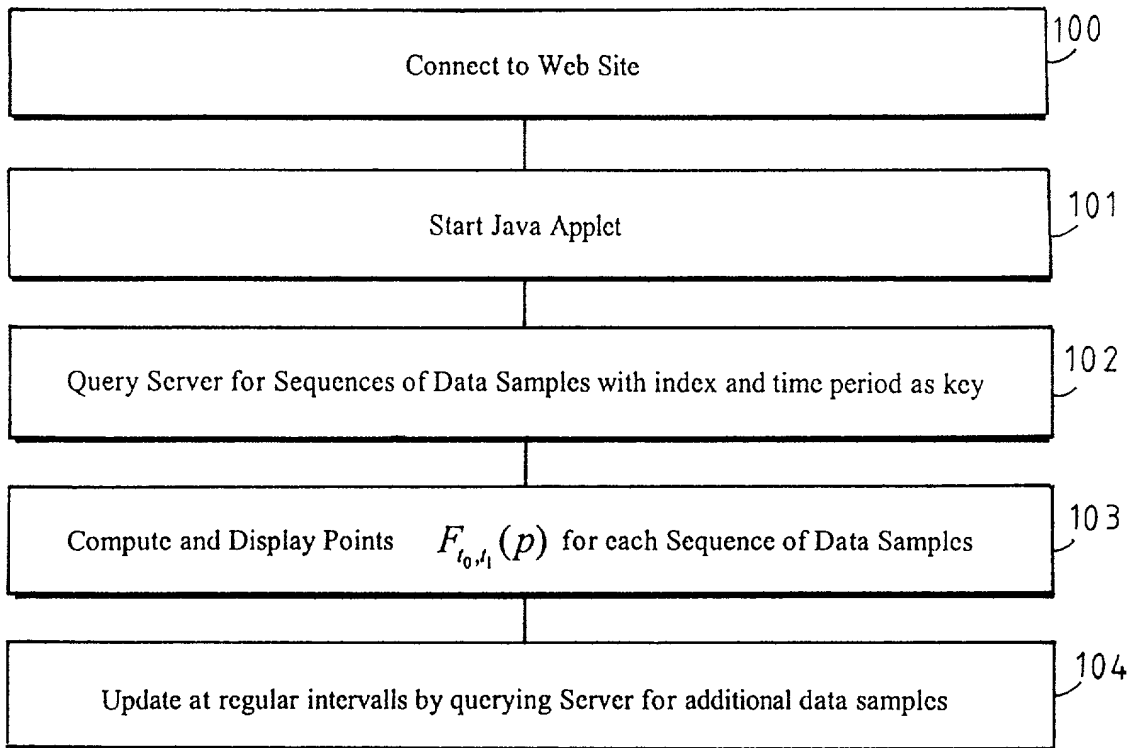 100
Connect to Web Site
101
Start Java Applet
102
Query Server for Sequences of Data Samples with index and time period as key
103
Compute and Display Points F_{t_0,t_1}(p) for each Sequence of Data Samples
104
Update at regular intervalls by querying Server for additional data samples